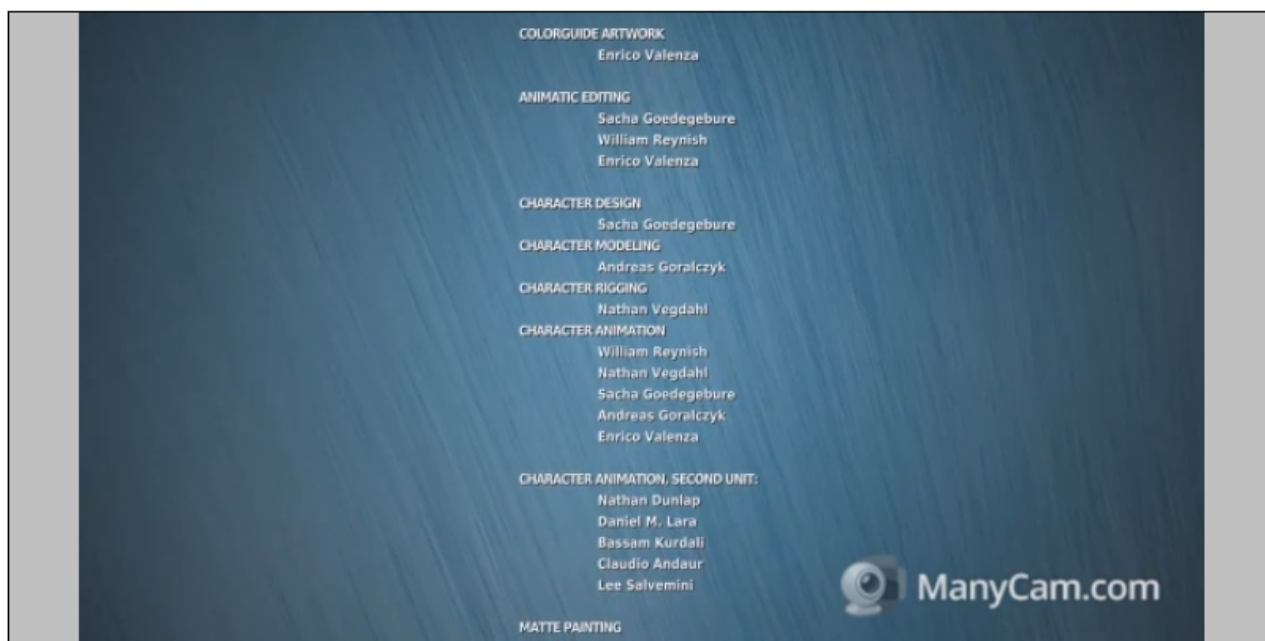 COLORGUIDE ARTWORK
Enrico Valenza
ANIMATIC EDITING
Sacha Goedegebure
William Reynish
Enrico Valenza
CHARACTER DESIGN
Sacha Goedegebure
CHARACTER MODELING
Andreas Goralczyk
CHARACTER RIGGING
Nathan Vegdahl
CHARACTER ANIMATION
William Reynish
Nathan Vegdahl
Sacha Goedegebure
Andreas Goralczyk
Enrico Valenza
CHARACTER ANIMATION, SECOND UNIT:
Nathan Dunlap
Daniel M. Lara
Bassam Kurdali
Claudio Andaur
Lee Salvemini
ManyCam.com
MATTE PAINTING